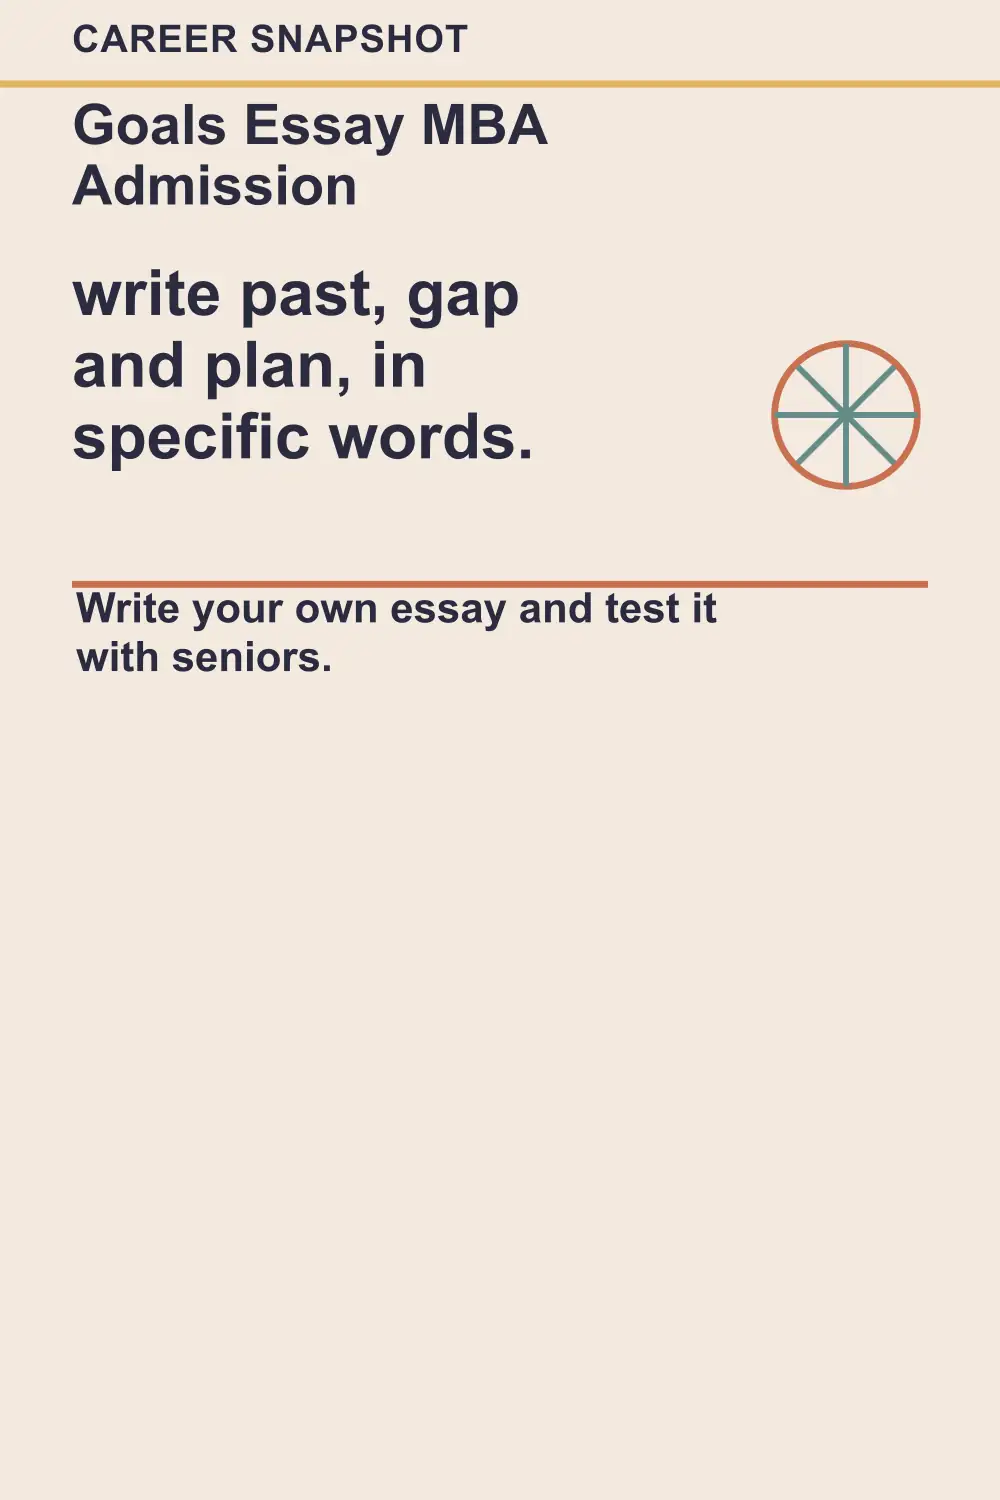 CAREER SNAPSHOT
Goals Essay MBA
Admission
write past, gap
and plan, in
specific words.
Write your own essay and test it
with seniors.